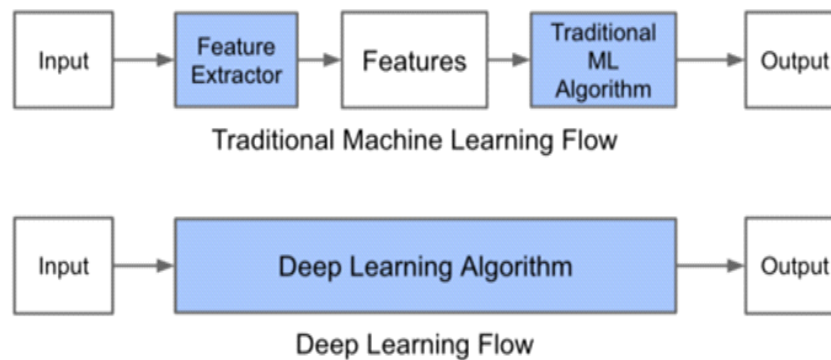 Input
Feature
Extractor
Features
Traditional
ML
Algorithm
Output
Traditional Machine Learning Flow
Input
Deep Learning Algorithm
Output
Deep Learning Flow